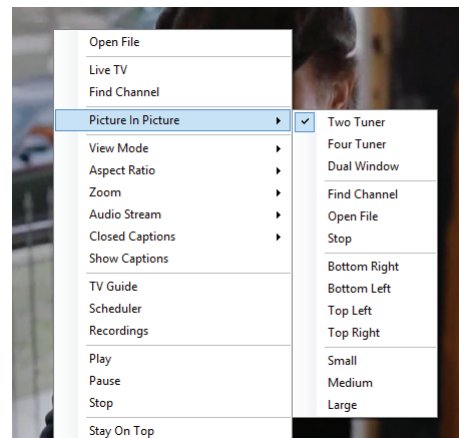 Open File
Live TV
Find Channel
Picture In Picture
View Mode
Aspect Ratio
Zoom
Audio Stream
Closed Captions
Show Captions
TV Guide
Scheduler
Recordings
Play
Pause
Stop
Stay On Top
Two Tuner
Four Tuner
Dual Window
Find Channel
Open File
Stop
Bottom Right
Bottom Left
Top Left
Top Right
Small
Medium
Large